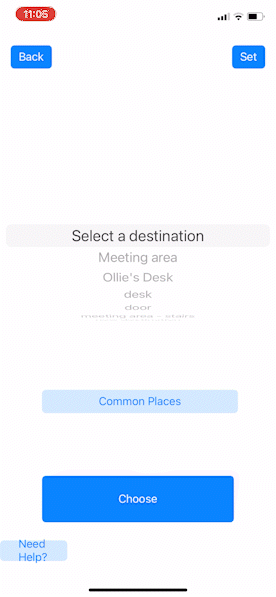 11:05
Back
Set
Select a destination
Meeting area
Ollie's Desk
desk
door
meeting area - stairs
Common Places
Choose
Need
Help?